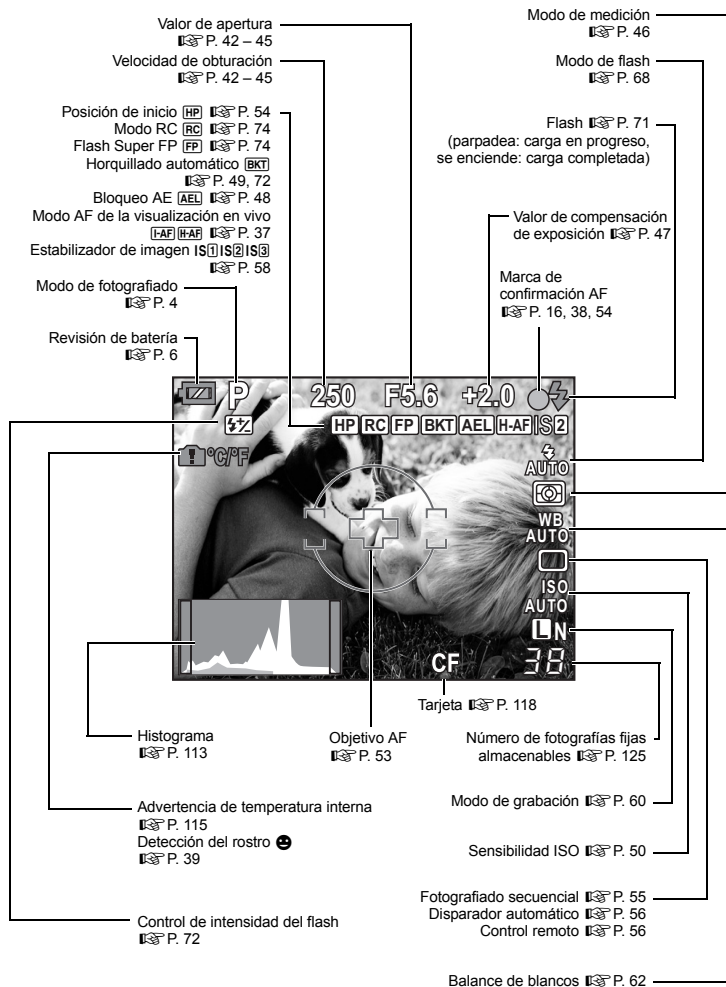 Valor de apertura
☞ P. 42 – 45
Velocidad de obturación
☞ P. 42 – 45
Posición de inicio HP ☞ P. 54
Modo RC RC ☞ P. 74
Flash Super FP FP ☞ P. 74
Horquillado automático BKT
☞ P. 49, 72
Bloqueo AE AEL ☞ P. 48
Modo AF de la visualización en vivo
I-AF H-AF ☞ P. 37
Estabilizador de imagen IS1 IS2 IS3
☞ P. 58
Modo de fotografiado
☞ P. 4
Revisión de batería
☞ P. 6
Modo de medición
☞ P. 46
Modo de flash
☞ P. 68
Flash ☞ P. 71
(parpadea: carga en progreso,
se enciende: carga completada)
Valor de compensación
de exposición ☞ P. 47
Marca de
confirmación AF
☞ P. 16, 38, 54
P 250 F5.6 +2.0
HP RC FP BKT AEL H-AF IS2
°C/°F
AUTO
WB
AUTO
ISO
AUTO
L N
CF 38
Tarjeta ☞ P. 118
Histograma
☞ P. 113
Objetivo AF
☞ P. 53
Número de fotografías fijas
almacenables ☞ P. 125
Advertencia de temperatura interna
☞ P. 115
Detección del rostro
☞ P. 39
Modo de grabación ☞ P. 60
Sensibilidad ISO ☞ P. 50
Control de intensidad del flash
☞ P. 72
Fotografiado secuencial ☞ P. 55
Disparador automático ☞ P. 56
Control remoto ☞ P. 56
Balance de blancos ☞ P. 62